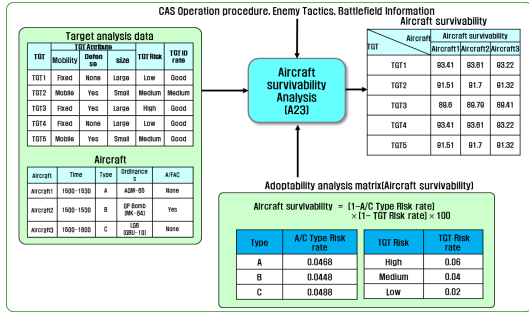 CAS Operation procedure, Enemy Tactics, Battlefield Information
Target analysis data
TGT TGT Attribute TGT Risk TGT ID rate
Mobility Defense size
TGT1 Fixed None Large Low Good
TGT2 Mobile Yes Small Medium Medium
TGT3 Fixed Yes Large High Good
TGT4 Fixed None Large Low Good
TGT5 Mobile Yes Small Medium Good
Aircraft
Aircraft Time Type Ordinances A/FAC
Aircraft1 1500-1530 A AGM-65 None
Aircraft2 1500-1530 B GP Bomb (MK-84) Yes
Aircraft3 1500-1600 C LGB (GBU-10) None
Aircraft
survivability
Analysis
(A23)
Aircraft survivability
TGT Aircraft Aircraft survivability
Aircraft1 Aircraft2 Aircraft3
TGT1 93.41 93.61 93.22
TGT2 91.51 91.7 91.32
TGT3 89.6 89.79 89.41
TGT4 93.41 93.61 93.22
TGT5 91.51 91.7 91.32
Adoptability analysis matrix(Aircraft survivability)
Aircraft survivability = (1-A/C Type Risk rate)
×(1- TGT Risk rate)×100
Type A/C Type Risk rate
A 0.0468
B 0.0448
C 0.0488
TGT Risk TGT Risk rate
High 0.06
Medium 0.04
Low 0.02